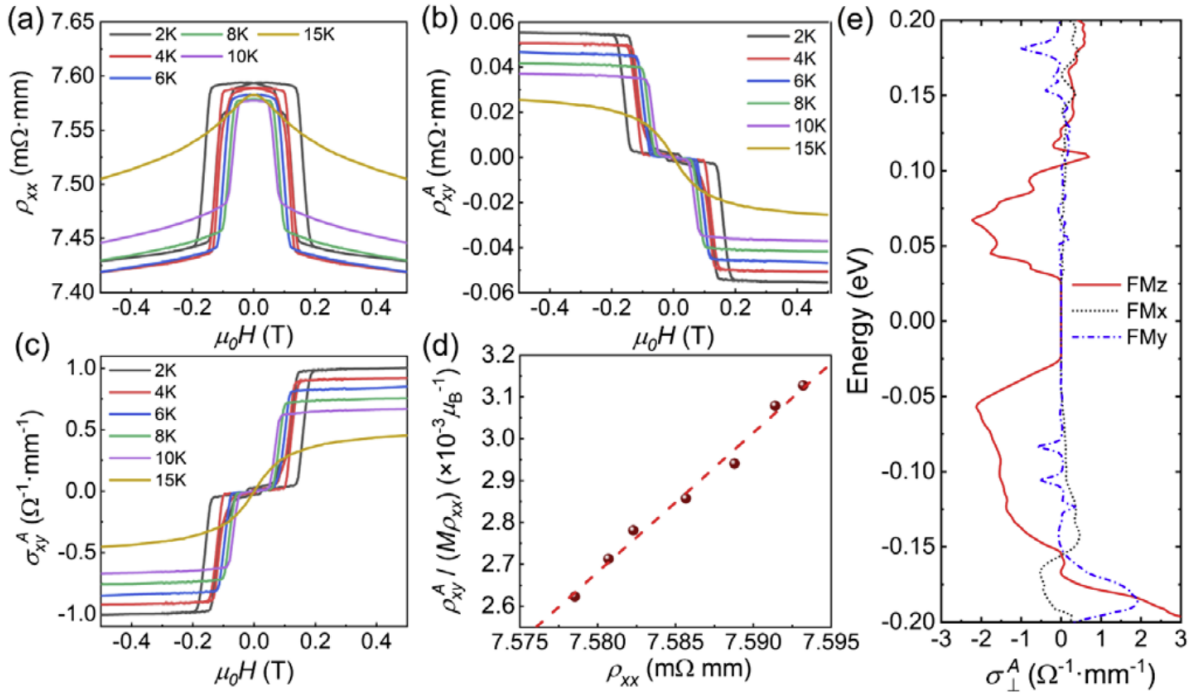 (a)
7.65
7.60
7.55
7.50
7.45
7.40
ρxx (mΩ·mm)
2K 8K 15K
4K 10K
6K
-0.4 -0.2 0.0 0.2 0.4
μ0H (T)
(b)
0.06
0.04
0.02
0.00
-0.02
-0.04
-0.06
ρxy^A (mΩ·mm)
2K
4K
6K
8K
10K
15K
-0.4 -0.2 0.0 0.2 0.4
μ0H (T)
(c)
1.0
0.5
0.0
-0.5
-1.0
σxy^A (Ω⁻¹·mm⁻¹)
2K
4K
6K
8K
10K
15K
-0.4 -0.2 0.0 0.2 0.4
μ0H (T)
(d)
3.2
3.1
3.0
2.9
2.8
2.7
2.6
ρxy^A / (Mρxx) (×10⁻³ μB⁻¹)
7.575 7.580 7.585 7.590 7.595
ρxx (mΩ mm)
(e)
0.20
0.15
0.10
0.05
0.00
-0.05
-0.10
-0.15
-0.20
Energy (eV)
FMz
FMx
FMy
-3 -2 -1 0 1 2 3
σ⊥^A (Ω⁻¹·mm⁻¹)